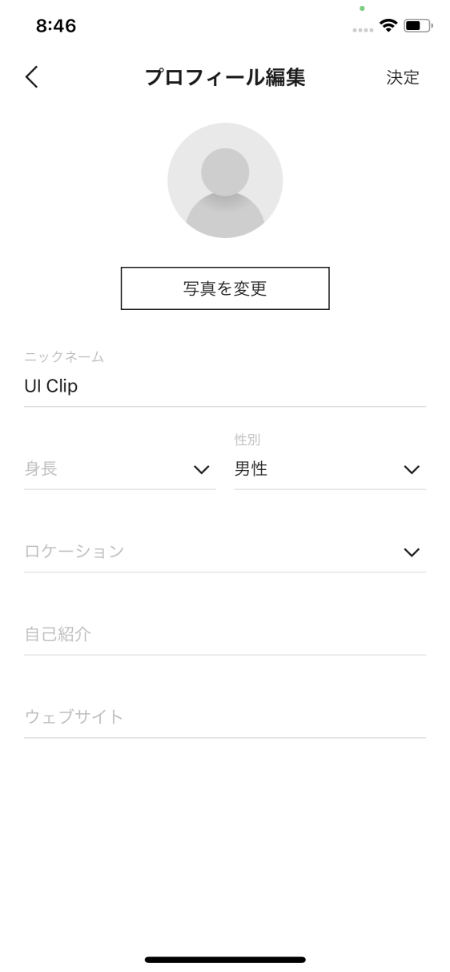 8:46
プロフィール編集 決定
写真を変更
ニックネーム
UI Clip
性別
身長 男性
ロケーション
自己紹介
ウェブサイト